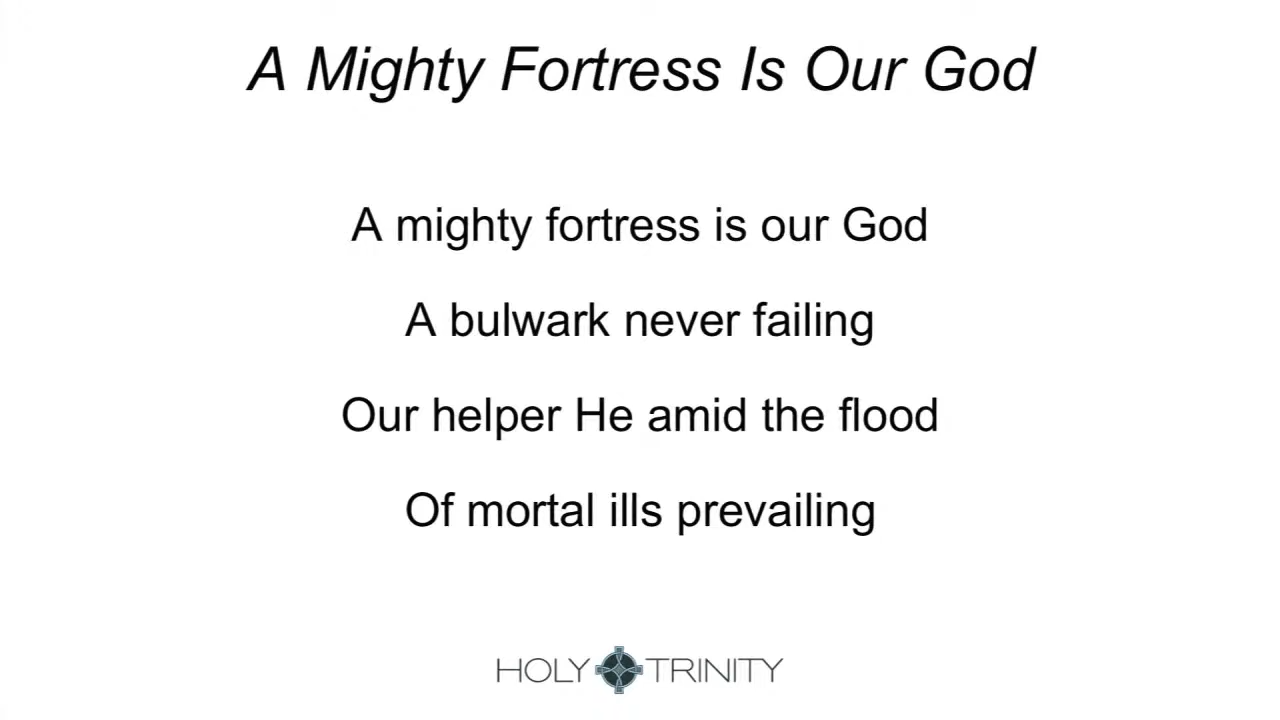 A Mighty Fortress Is Our God
A mighty fortress is our God
A bulwark never failing
Our helper He amid the flood
Of mortal ills prevailing
HOLY TRINITY